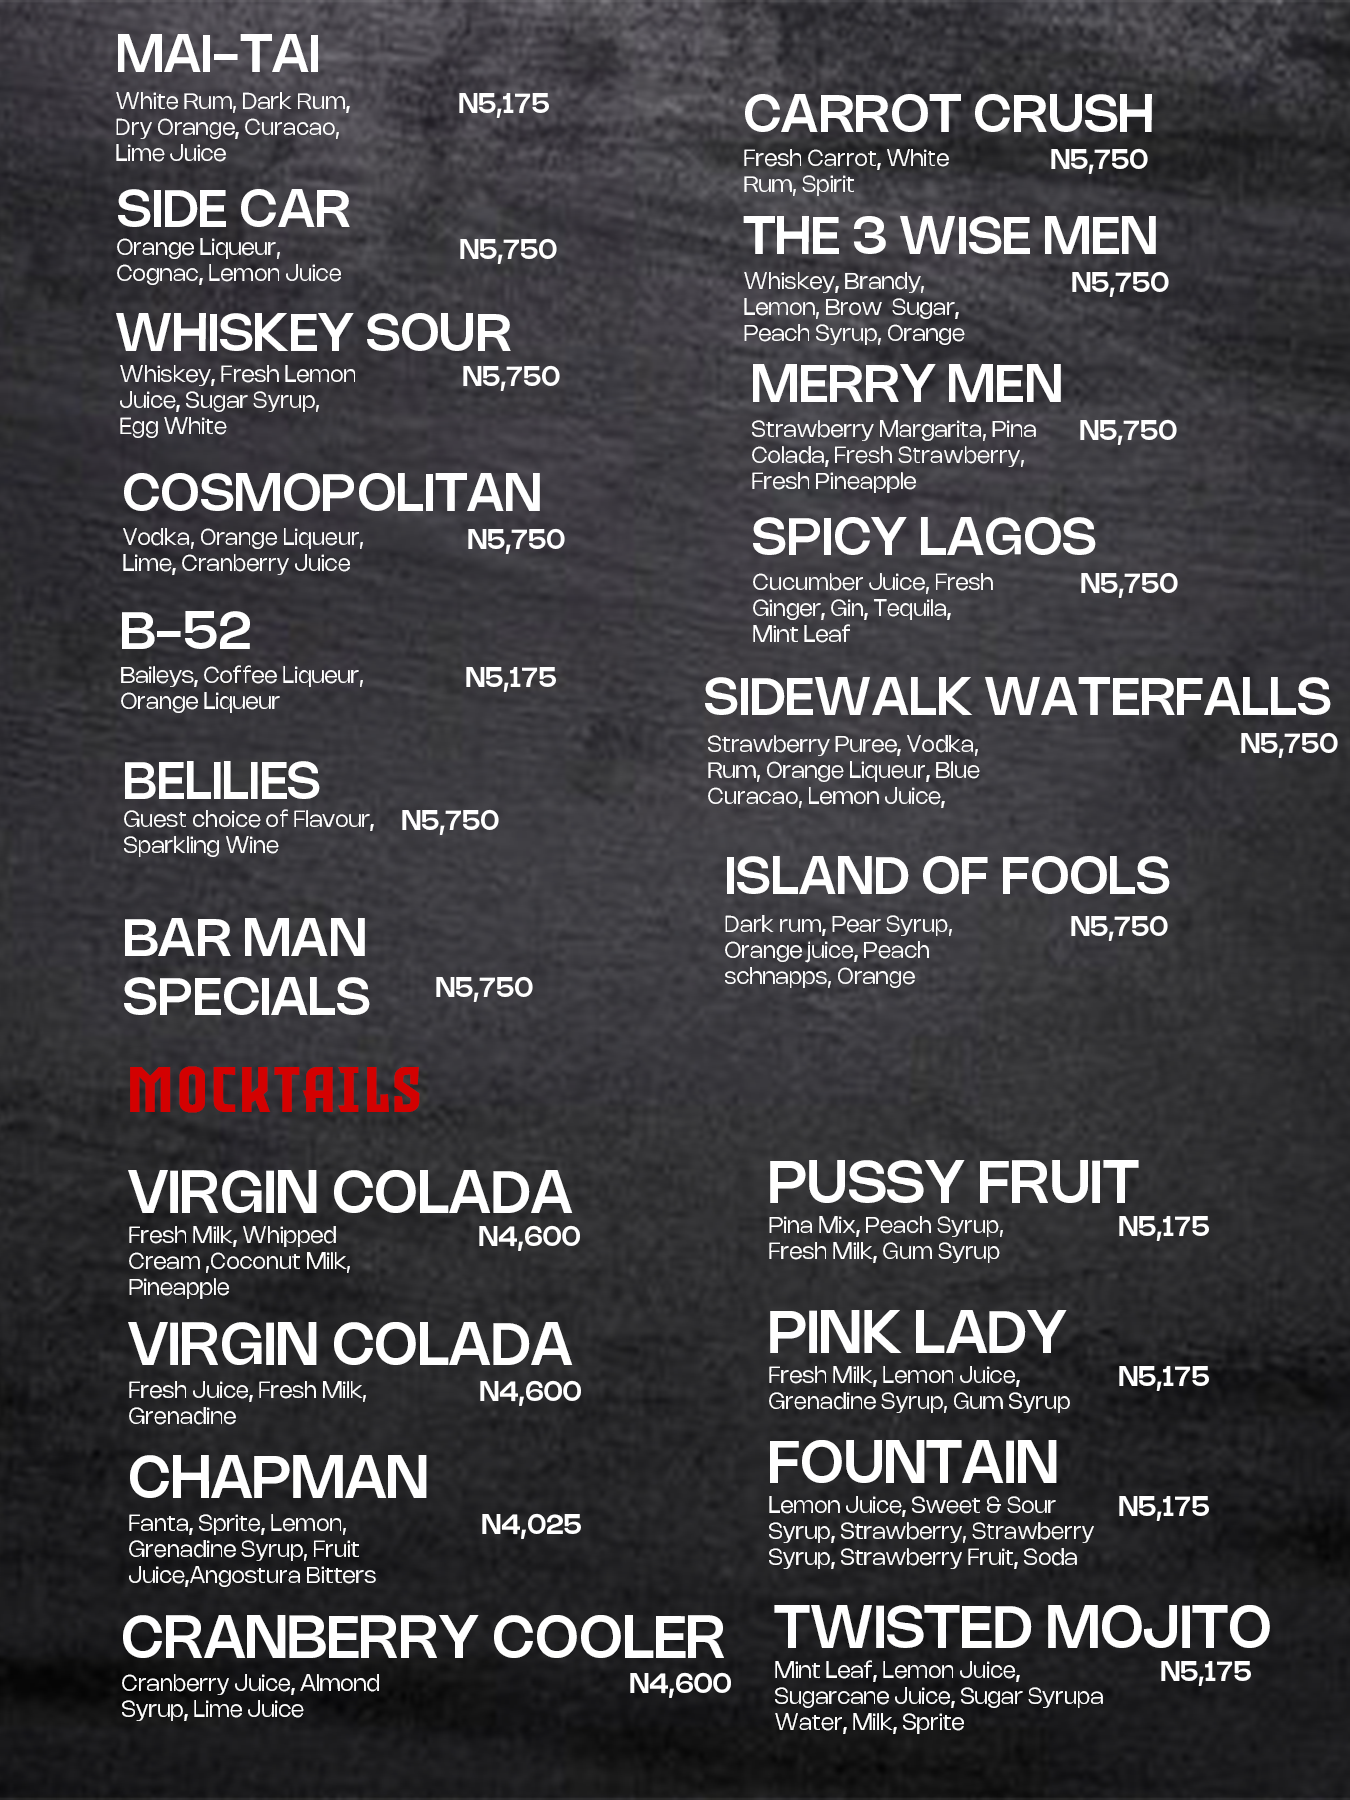 MAI-TAI
White Rum, Dark Rum,
Dry Orange, Curacao,
Lime Juice
N5,175
SIDE CAR
Orange Liqueur,
Cognac, Lemon Juice
N5,750
WHISKEY SOUR
Whiskey, Fresh Lemon
Juice, Sugar Syrup,
Egg White
N5,750
COSMOPOLITAN
Vodka, Orange Liqueur,
Lime, Cranberry Juice
N5,750
B-52
Baileys, Coffee Liqueur,
Orange Liqueur
N5,175
BELILIES
Guest choice of Flavour,
Sparkling Wine
N5,750
BAR MAN
SPECIALS
N5,750
CARROT CRUSH
Fresh Carrot, White
Rum, Spirit
N5,750
THE 3 WISE MEN
Whiskey, Brandy,
Lemon, Brow  Sugar,
Peach Syrup, Orange
N5,750
MERRY MEN
Strawberry Margarita, Pina
Colada, Fresh Strawberry,
Fresh Pineapple
N5,750
SPICY LAGOS
Cucumber Juice, Fresh
Ginger, Gin, Tequila,
Mint Leaf
N5,750
SIDEWALK WATERFALLS
Strawberry Puree, Vodka,
Rum, Orange Liqueur, Blue
Curacao, Lemon Juice,
N5,750
ISLAND OF FOOLS
Dark rum, Pear Syrup,
Orange juice, Peach
schnapps, Orange
N5,750
MOCKTAILS
VIRGIN COLADA
Fresh Milk, Whipped
Cream ,Coconut Milk,
Pineapple
N4,600
VIRGIN COLADA
Fresh Juice, Fresh Milk,
Grenadine
N4,600
CHAPMAN
Fanta, Sprite, Lemon,
Grenadine Syrup, Fruit
Juice,Angostura Bitters
N4,025
CRANBERRY COOLER
Cranberry Juice, Almond
Syrup, Lime Juice
N4,600
PUSSY FRUIT
Pina Mix, Peach Syrup,
Fresh Milk, Gum Syrup
N5,175
PINK LADY
Fresh Milk, Lemon Juice,
Grenadine Syrup, Gum Syrup
N5,175
FOUNTAIN
Lemon Juice, Sweet & Sour
Syrup, Strawberry, Strawberry
Syrup, Strawberry Fruit, Soda
N5,175
TWISTED MOJITO
Mint Leaf, Lemon Juice,
Sugarcane Juice, Sugar Syrupa
Water, Milk, Sprite
N5,175